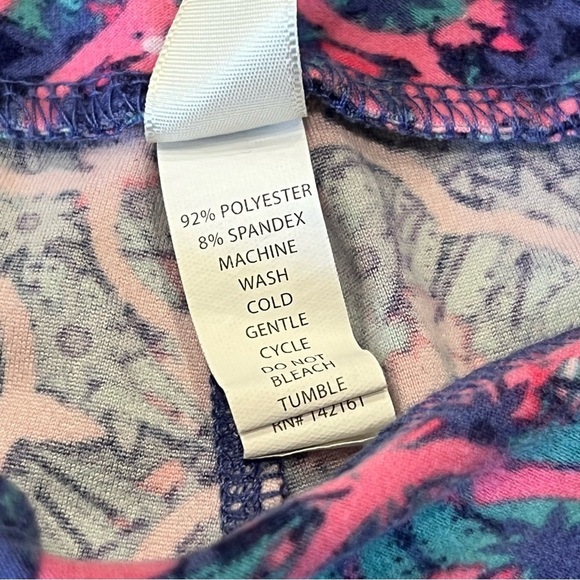 92% POLYESTER
8% SPANDEX
MACHINE
WASH
COLD
GENTLE
CYCLE
DO NOT
BLEACH
TUMBLE
RN# 142161